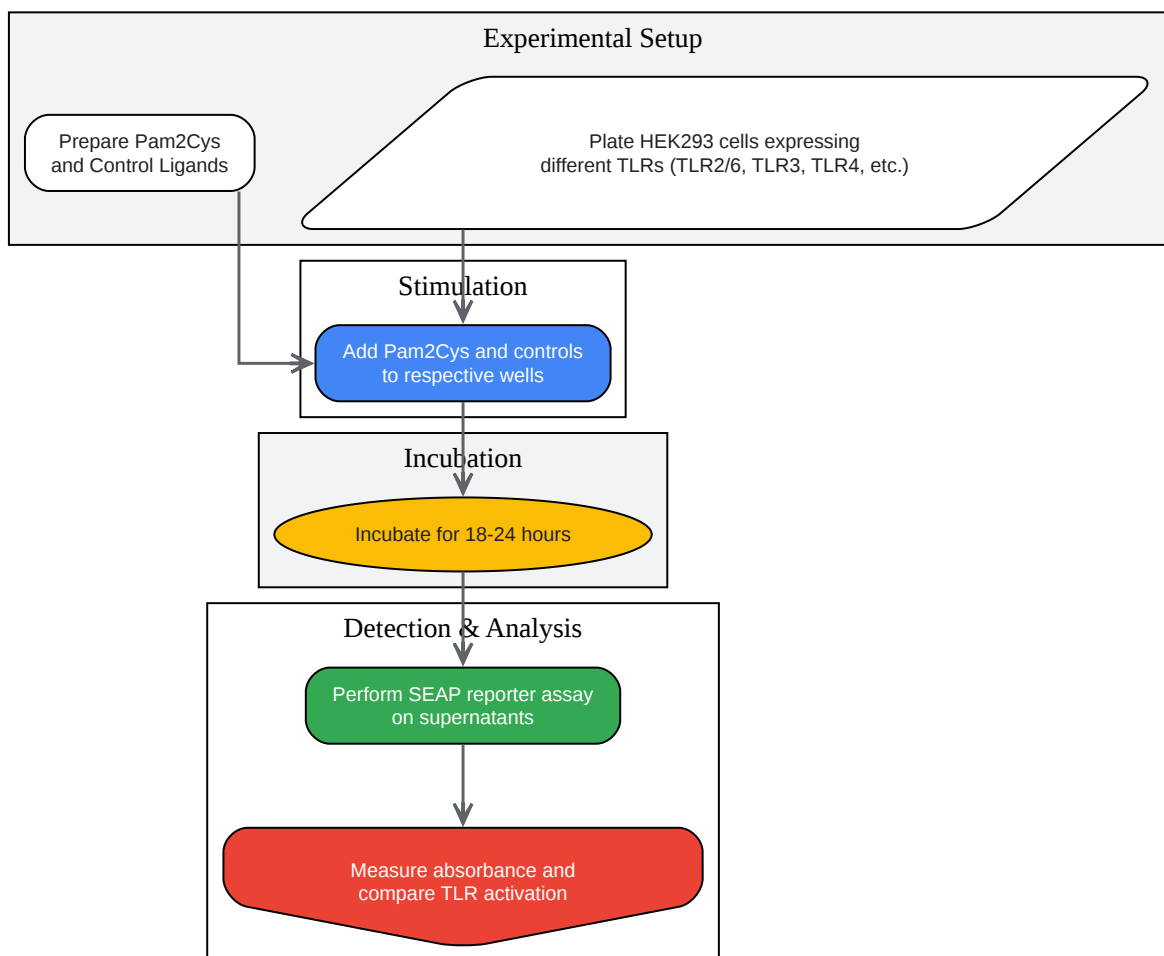 Experimental Setup
Prepare Pam2Cys
and Control Ligands
Plate HEK293 cells expressing
different TLRs (TLR2/6, TLR3, TLR4, etc.)
Stimulation
Add Pam2Cys and controls
to respective wells
Incubation
Incubate for 18-24 hours
Detection & Analysis
Perform SEAP reporter assay
on supernatants
Measure absorbance and
compare TLR activation